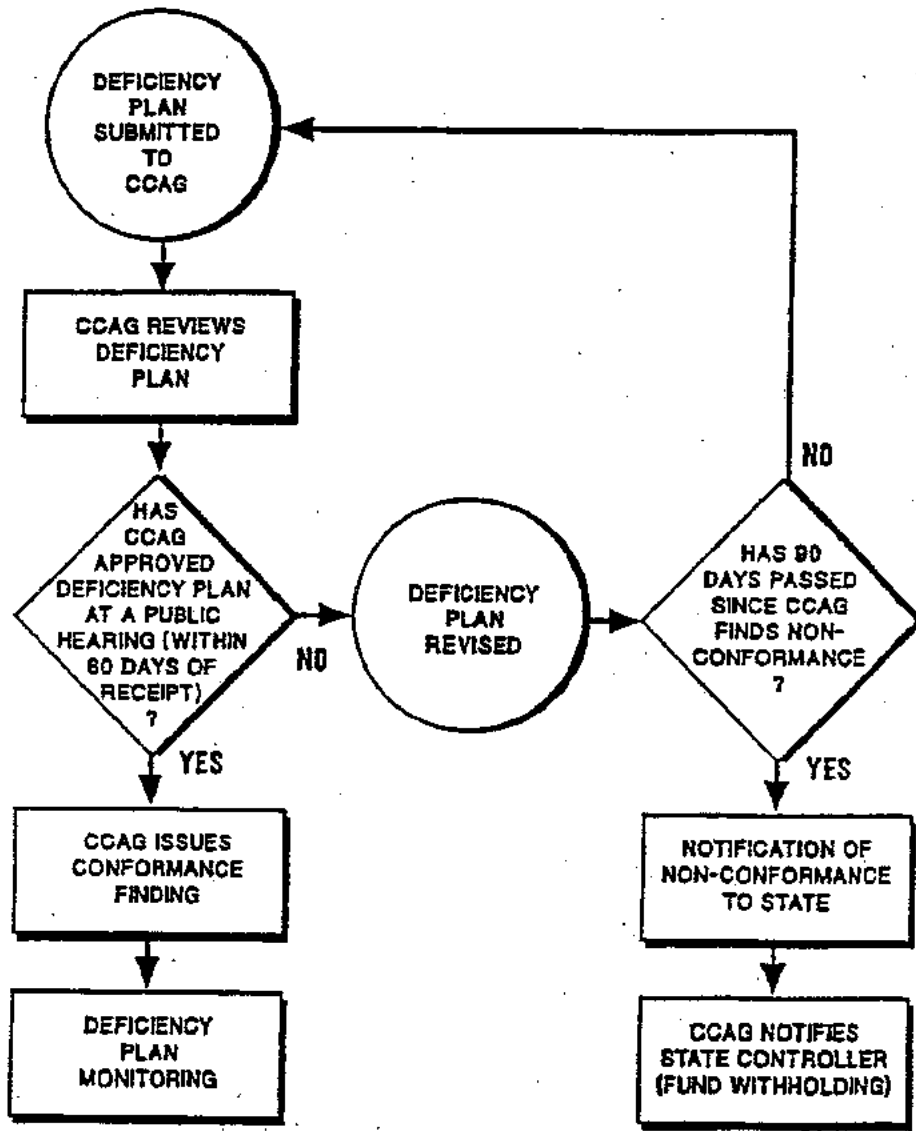 DEFICIENCY
PLAN
SUBMITTED
TO
CCAG
CCAG REVIEWS
DEFICIENCY
PLAN
HAS
CCAG
APPROVED
DEFICIENCY PLAN
AT A PUBLIC
HEARING (WITHIN
60 DAYS OF
RECEIPT)
?
NO
DEFICIENCY
PLAN
REVISED
NO
HAS 90
DAYS PASSED
SINCE CCAG
FINDS NON-
CONFORMANCE
?
YES
CCAG ISSUES
CONFORMANCE
FINDING
DEFICIENCY
PLAN
MONITORING
YES
NOTIFICATION OF
NON-CONFORMANCE
TO STATE
CCAG NOTIFIES
STATE CONTROLLER
(FUND WITHHOLDING)